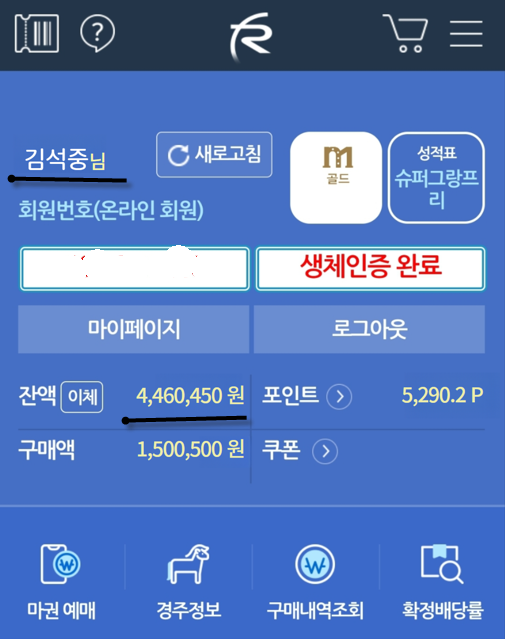 김석중님
새로고침
골드
성적표
슈퍼그랑프
리
회원번호(온라인 회원)
생체인증 완료
마이페이지
로그아웃
잔액 이체 4,460,450 원
포인트 5,290.2 P
구매액 1,500,500 원
쿠폰
마권 예매
경주정보
구매내역조회
확정배당률